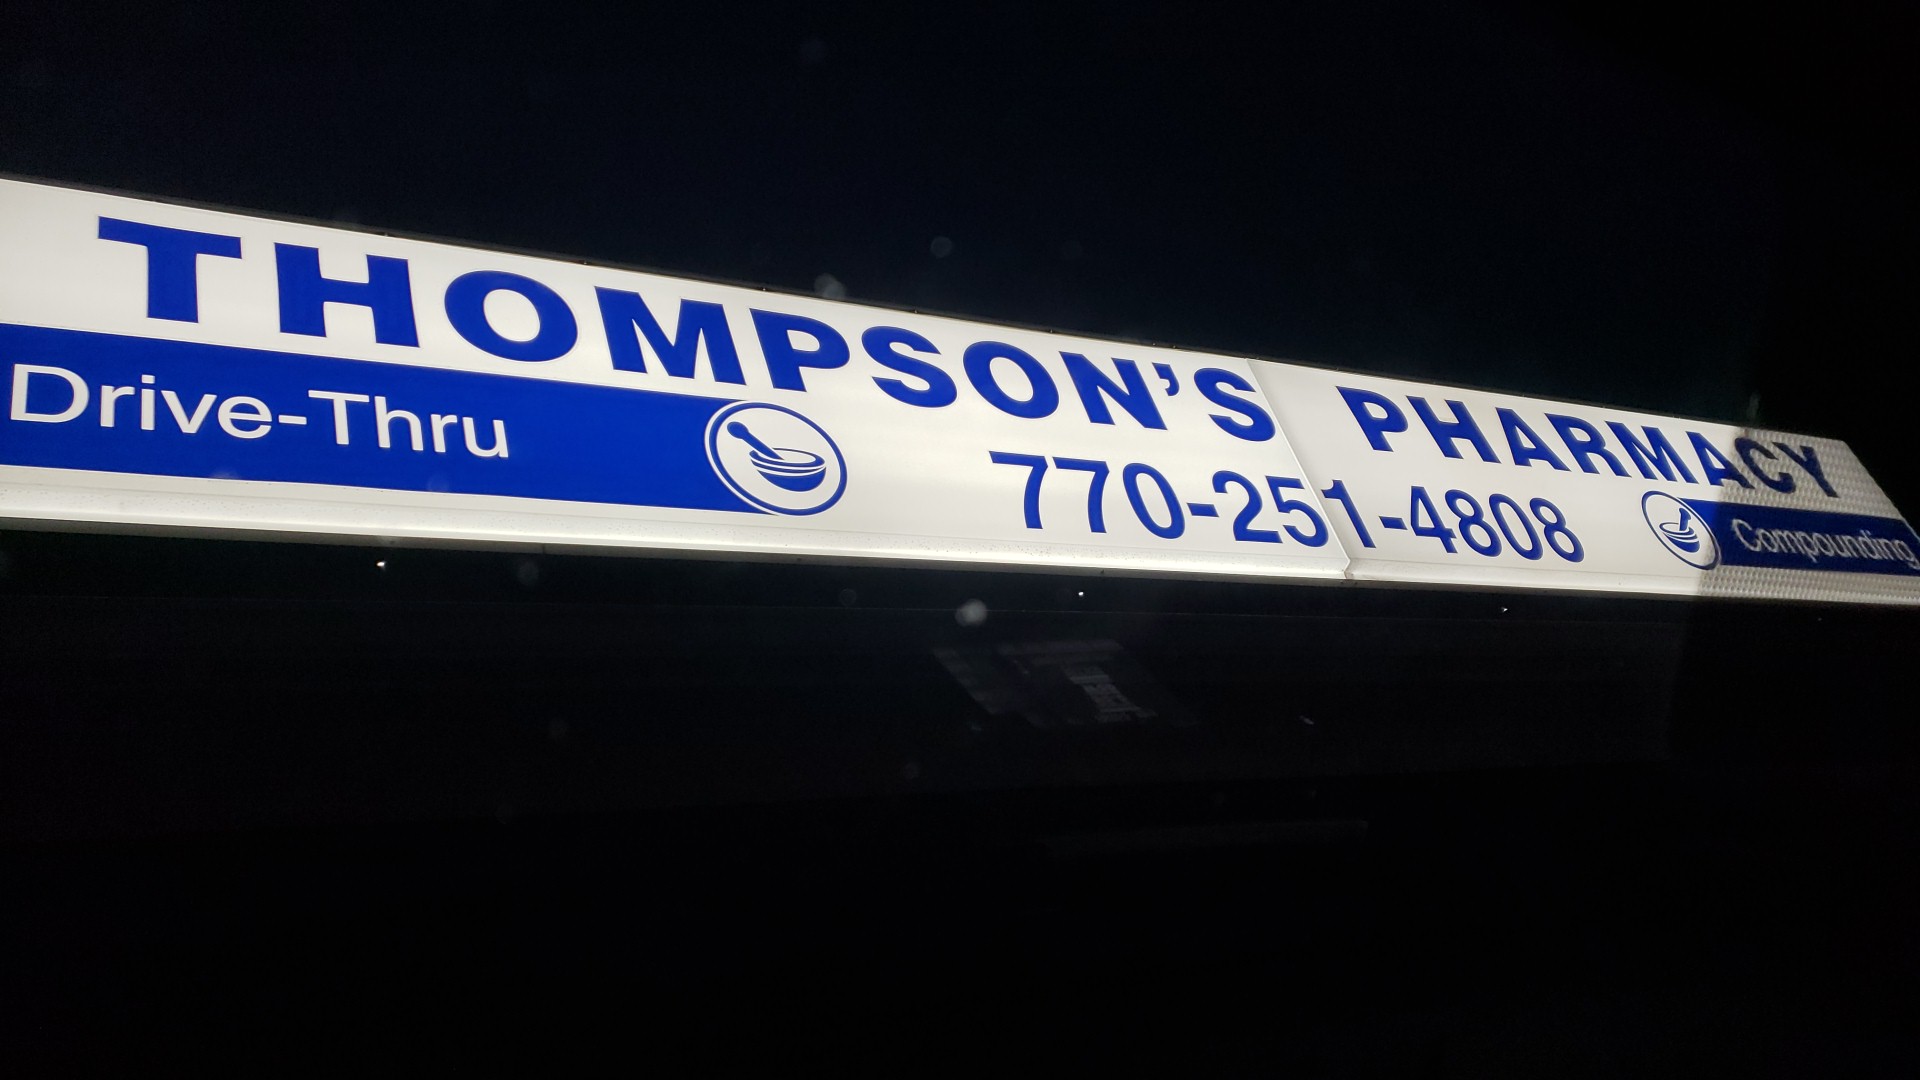 THOMPSON'S PHARMACY
Drive-Thru
770-251-4808
Compounding